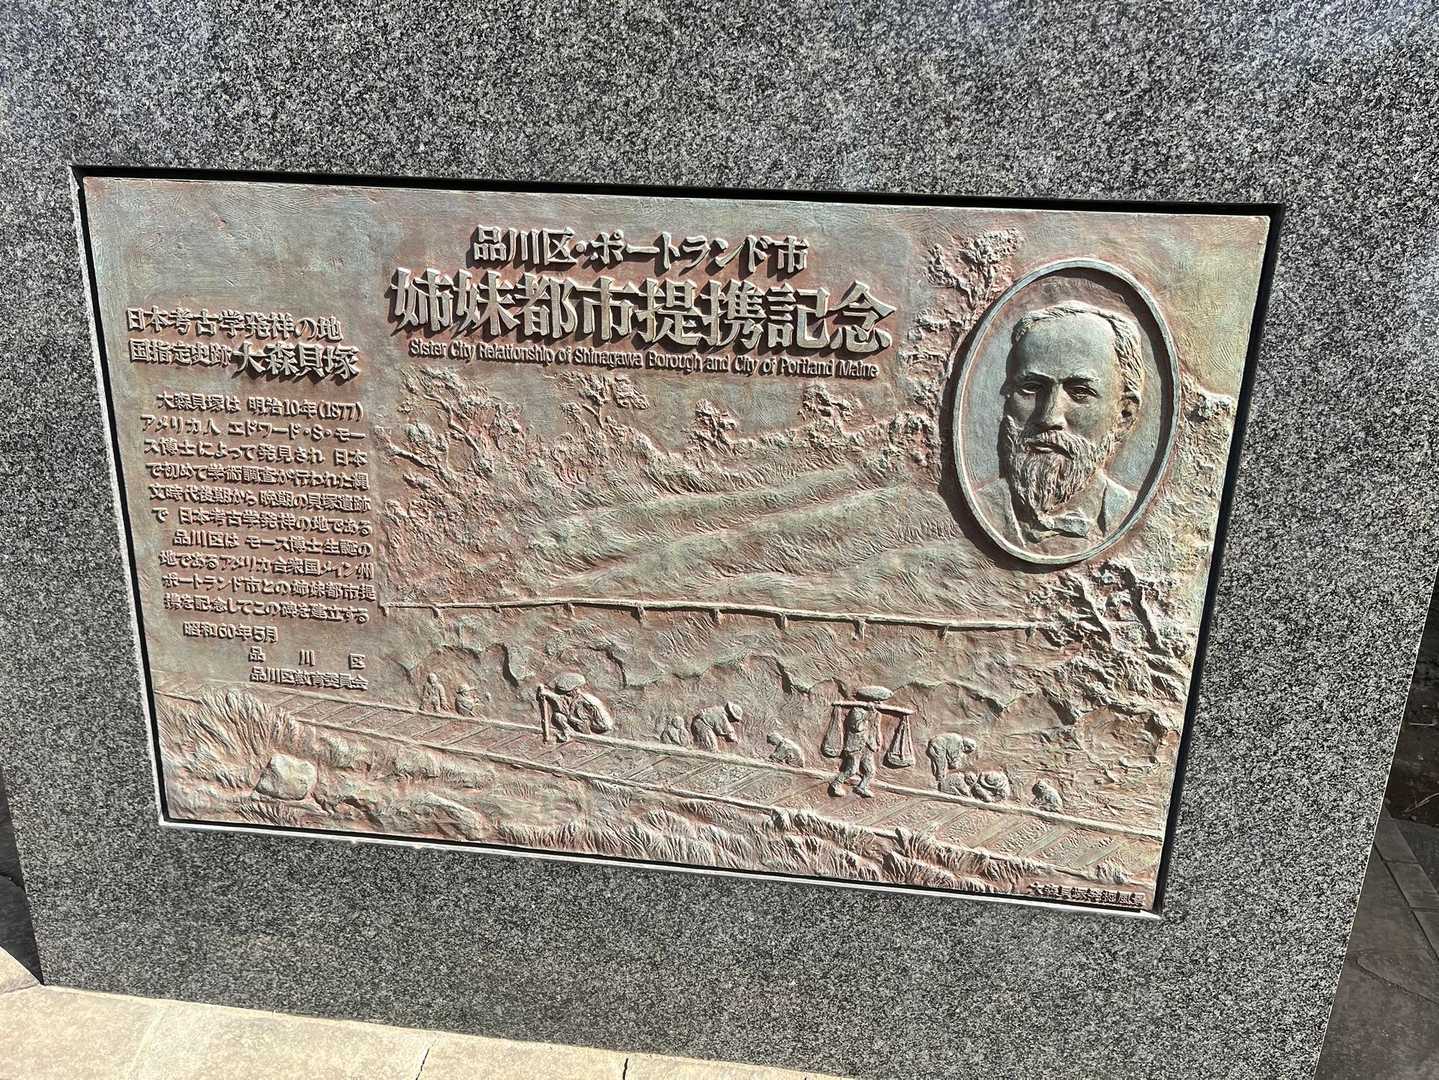 品川区・ポートランド市
姉妹都市提携記念
Sister City Relationship of Shinagawa Borough and City of Portland Maine
日本考古学発祥の地
国指定史跡 大森貝塚
大森貝塚は 明治10年(1877)
アメリカ人 エドワード・S・モー
ス博士によって発見され 日本
で初めて学術調査が行われた縄
文時代後期から 晩期の貝塚遺跡
で 日本考古学発祥の地である
品川区は モース博士生誕の
地であるアメリカ合衆国メイン州
ポートランド市との姉妹都市提
携を記念してこの碑を建立する
昭和60年5月
品川区
品川区教育委員会
大森貝塚発掘風景